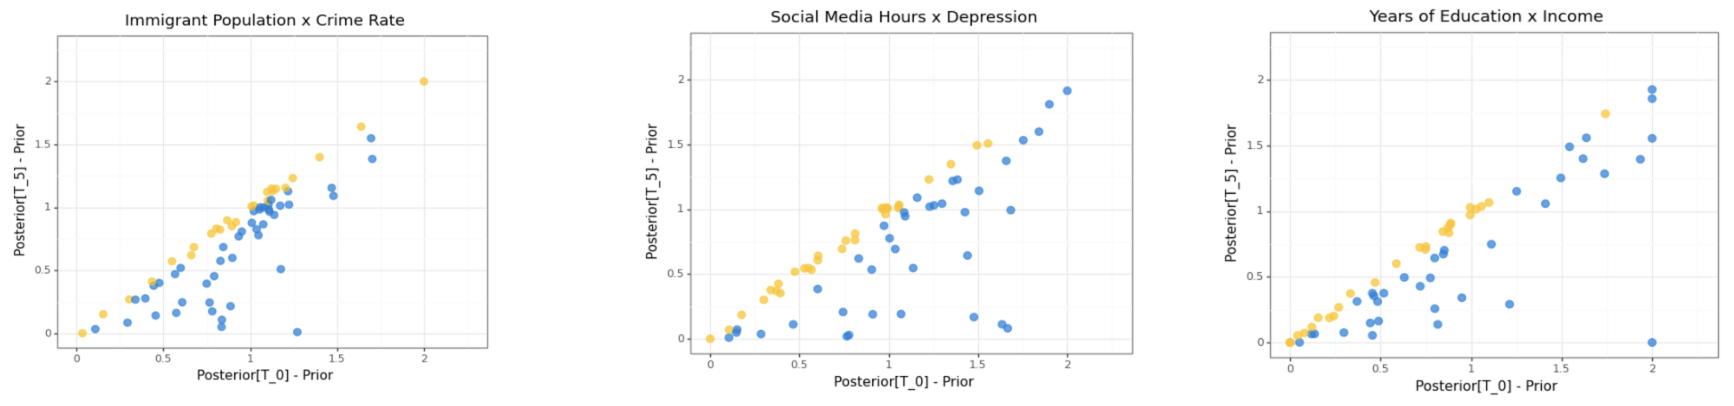 Immigrant Population x Crime Rate
Posterior[T_5] - Prior
2
1.5
1
0.5
0
0 0.5 1 1.5 2
Posterior[T_0] - Prior
Social Media Hours x Depression
Posterior[T_5] - Prior
2
1.5
1
0.5
0
0 0.5 1 1.5 2
Posterior[T_0] - Prior
Years of Education x Income
Posterior[T_5] - Prior
2
1.5
1
0.5
0
0 0.5 1 1.5 2
Posterior[T_0] - Prior